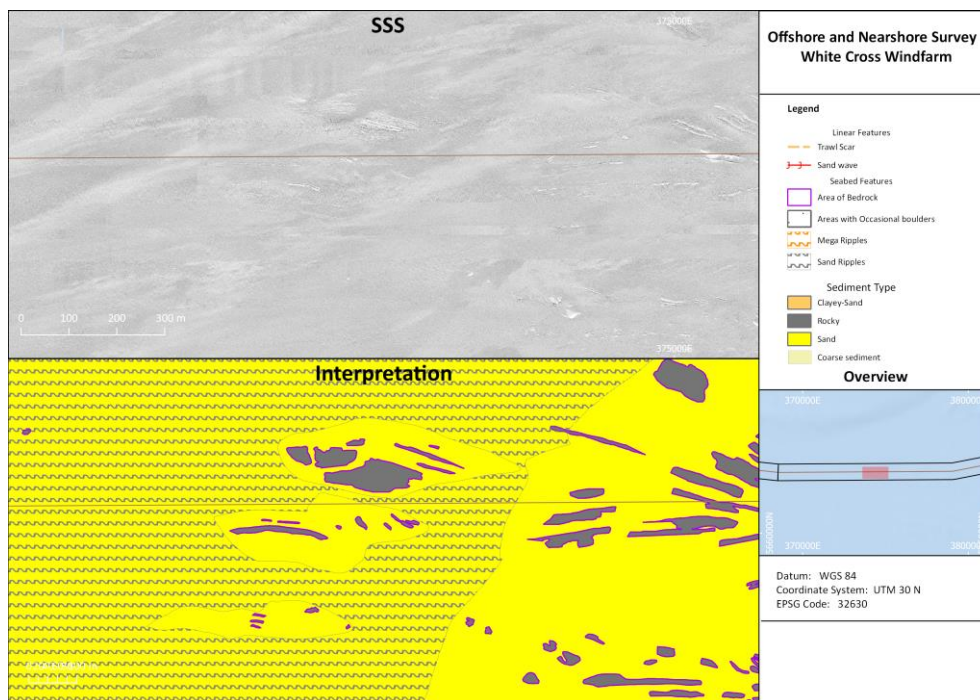 SSS
375000E
0 100 200 300 m
375000E
Interpretation
Offshore and Nearshore Survey
White Cross Windfarm
Legend
Linear Features
Trawl Scar
Sand wave
Seabed Features
Area of Bedrock
Areas with Occasional boulders
Mega Ripples
Sand Ripples
Sediment Type
Clayey-Sand
Rocky
Sand
Coarse sediment
Overview
370000E
380000E
370000E
380000E
Datum: WGS 84
Coordinate System: UTM 30 N
EPSG Code: 32630